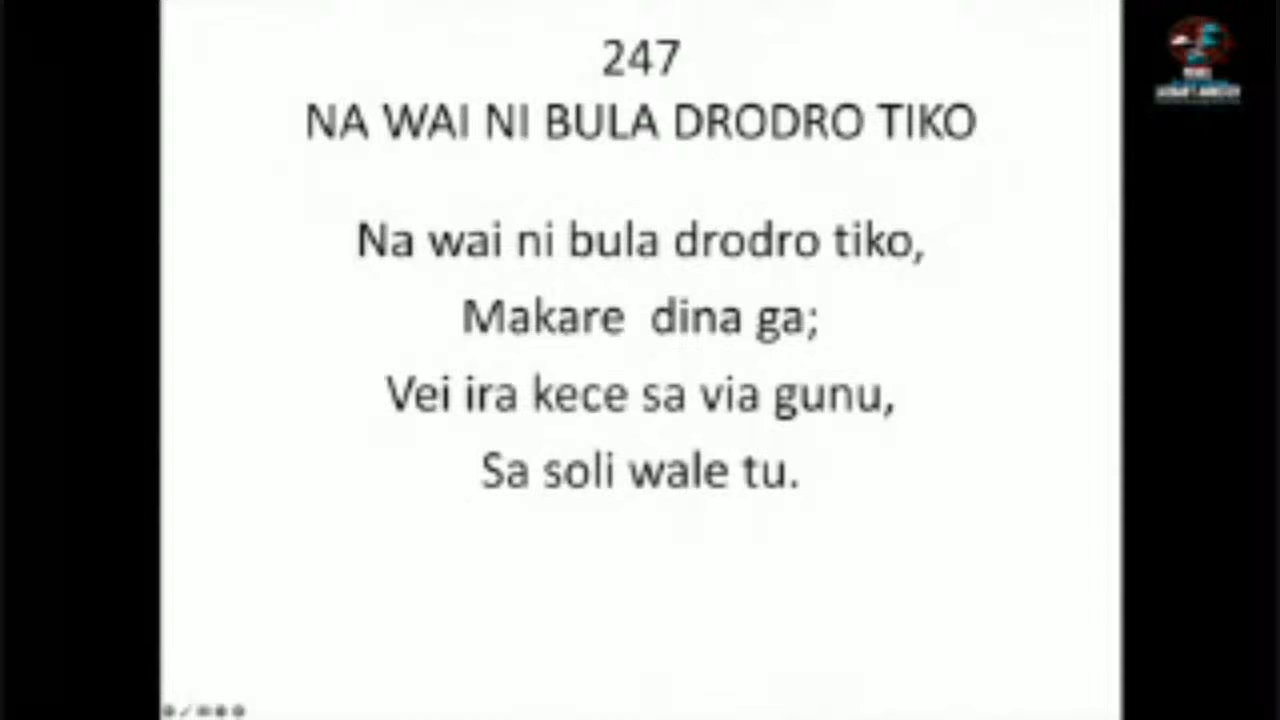 247
NA WAI NI BULA DRODRO TIKO
Na wai ni bula drodro tiko,
Makare dina ga;
Vei ira kece sa via gunu,
Sa soli wale tu.